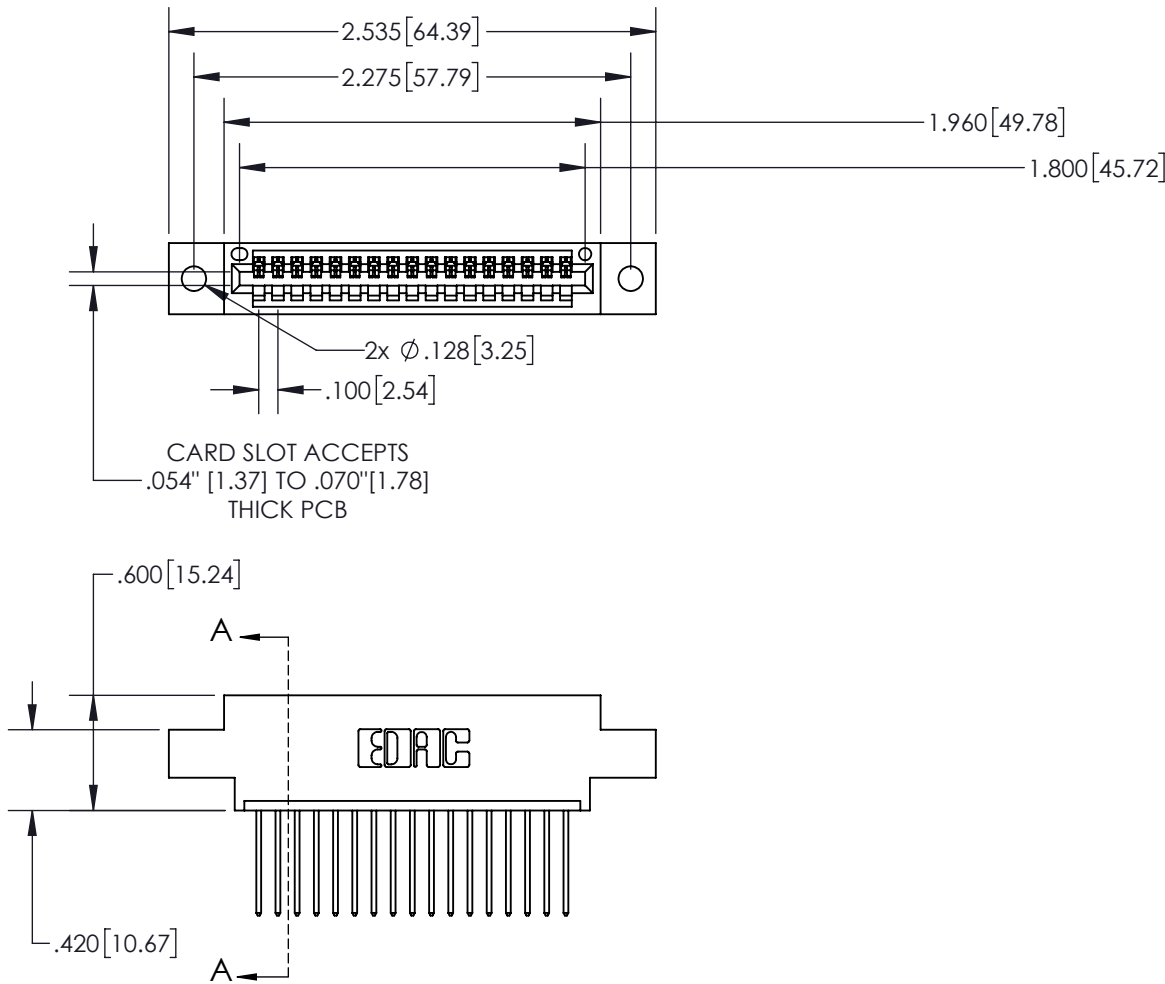 2.535[64.39]
2.275[57.79]
1.960[49.78]
1.800[45.72]
2x Ø.128[3.25]
.100[2.54]
CARD SLOT ACCEPTS
.054" [1.37] TO .070"[1.78]
THICK PCB
.600[15.24]
A
EDAC
.420[10.67]
A